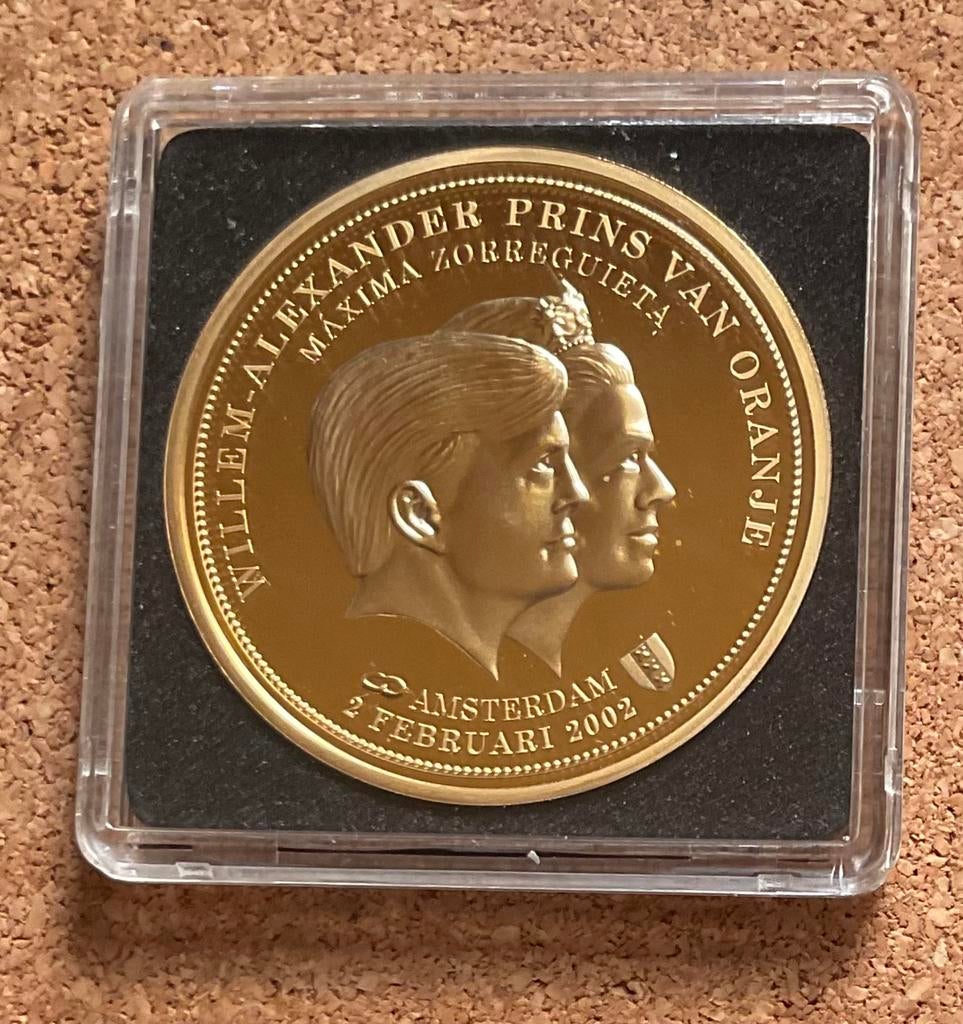 WILLEM-ALEXANDER PRINS VAN ORANJE
MÁXIMA ZORREGUIETA
AMSTERDAM
2 FEBRUARI 2002